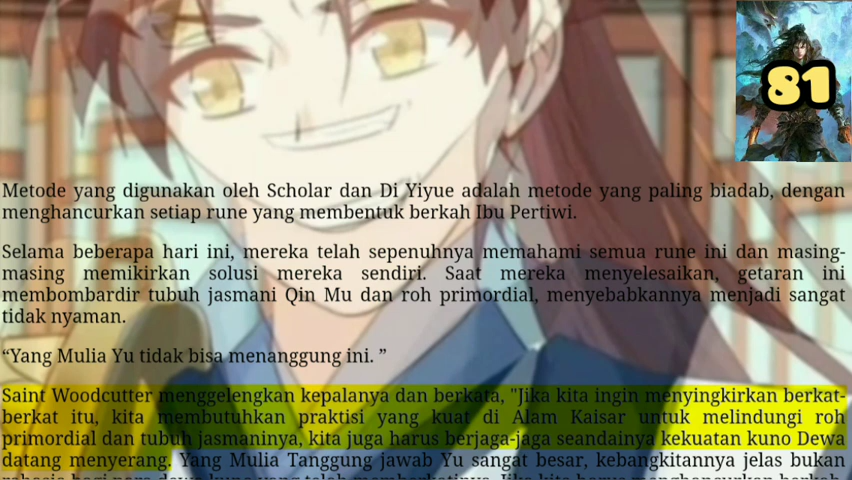 81
Metode yang digunakan oleh Scholar dan Di Yiyue adalah metode yang paling biadab, dengan
menghancurkan setiap rune yang membentuk berkah Ibu Pertiwi.
Selama beberapa hari ini, mereka telah sepenuhnya memahami semua rune ini dan masing-
masing memikirkan solusi mereka sendiri. Saat mereka menyelesaikan, getaran ini
membombardir tubuh jasmani Qin Mu dan roh primordial, menyebabkannya menjadi sangat
tidak nyaman.
“Yang Mulia Yu tidak bisa menanggung ini. ”
Saint Woodcutter menggelengkan kepalanya dan berkata, "Jika kita ingin menyingkirkan berkat-
berkat itu, kita membutuhkan praktisi yang kuat di Alam Kaisar untuk melindungi roh
primordial dan tubuh jasmaninya, kita juga harus berjaga-jaga seandainya kekuatan kuno Dewa
datang menyerang. Yang Mulia Tanggung jawab Yu sangat besar, kebangkitannya jelas bukan